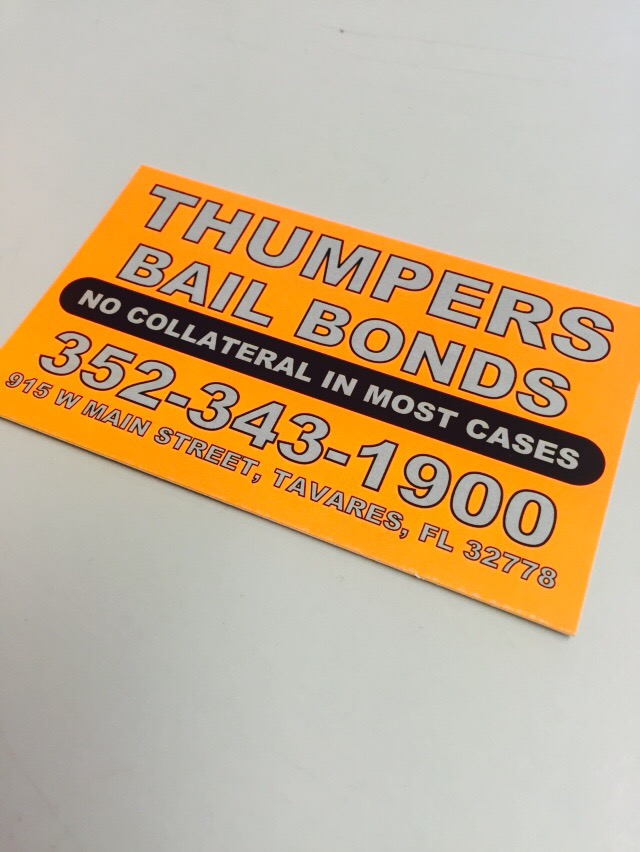 THUMPERS
BAIL BONDS
NO COLLATERAL IN MOST CASES
352-343-1900
915 W MAIN STREET, TAVARES, FL 32778